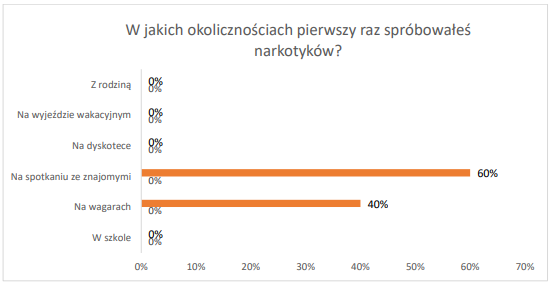 W jakich okolicznościach pierwszy raz spróbowałeś
narkotyków?
Z rodziną
0%
0%
Na wyjeździe wakacyjnym
0%
0%
Na dyskotece
0%
0%
Na spotkaniu ze znajomymi
60%
0%
Na wagarach
40%
0%
W szkole
0%
0%
0% 10% 20% 30% 40% 50% 60% 70%